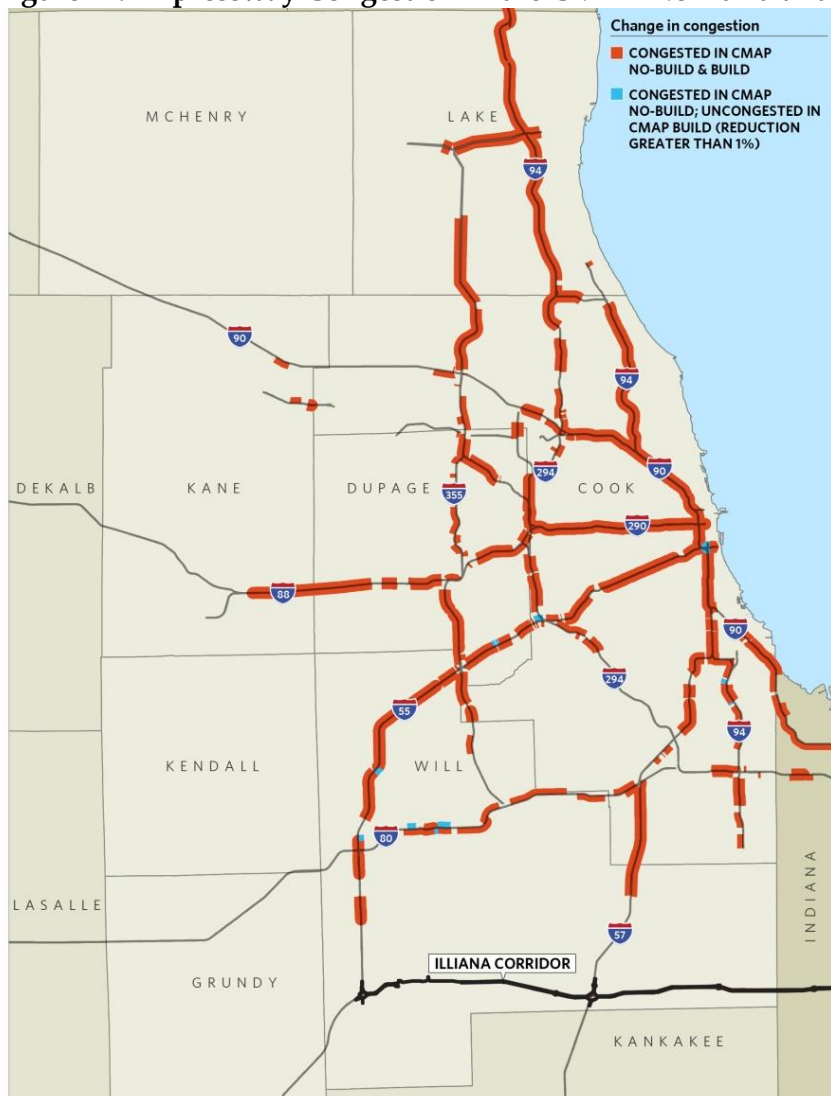 Change in congestion
CONGESTED IN CMAP
NO-BUILD & BUILD
CONGESTED IN CMAP
NO-BUILD; UNCONGESTED IN
CMAP BUILD (REDUCTION
GREATER THAN 1%)
MCHENRY
LAKE
94
90
94
90
294
DEKALB
KANE
DUPAGE
355
COOK
290
88
90
294
55
94
KENDALL
WILL
80
LASALLE
INDIANA
57
ILLIANA CORRIDOR
GRUNDY
KANKAKEE